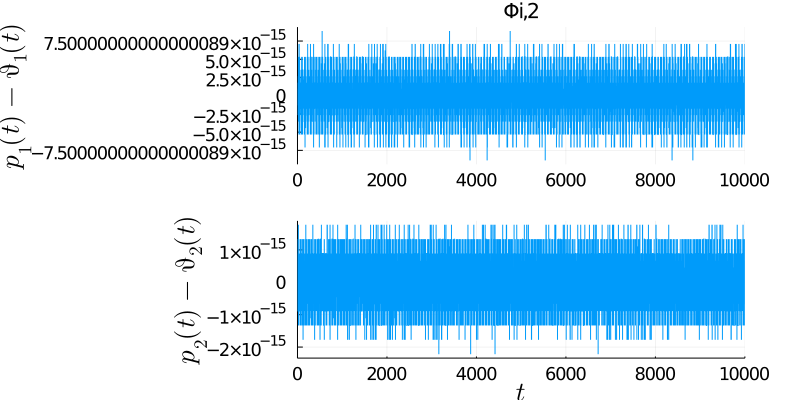 Φi,2
p₁(t) − ϑ₁(t)
7.500000000000000089×10⁻¹⁵
5.0×10⁻¹⁵
2.5×10⁻¹⁵
0
−2.5×10⁻¹⁵
−5.0×10⁻¹⁵
−7.500000000000000089×10⁻¹⁵
0 2000 4000 6000 8000 10000
p₂(t) − ϑ₂(t)
1×10⁻¹⁵
0
−1×10⁻¹⁵
−2×10⁻¹⁵
0 2000 4000 6000 8000 10000
t